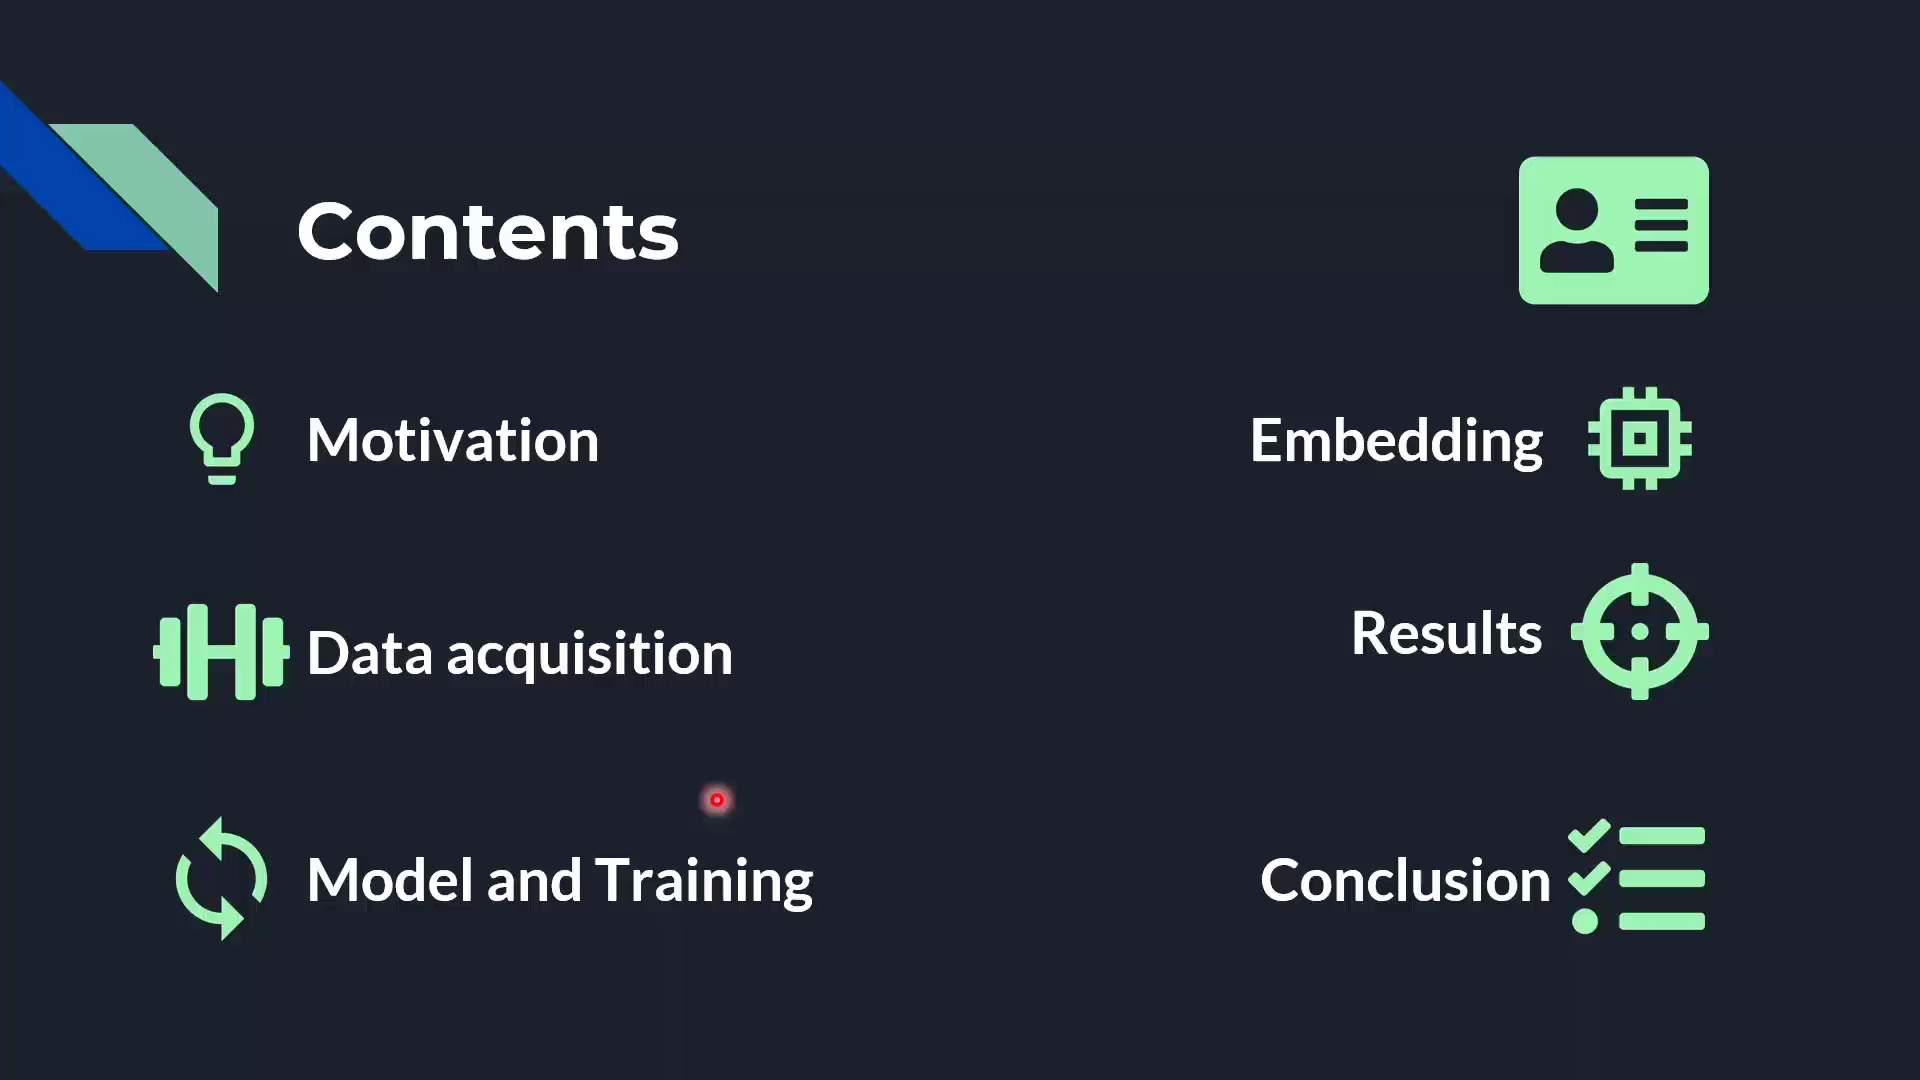 Contents
Motivation
Data acquisition
Model and Training
Embedding
Results
Conclusion